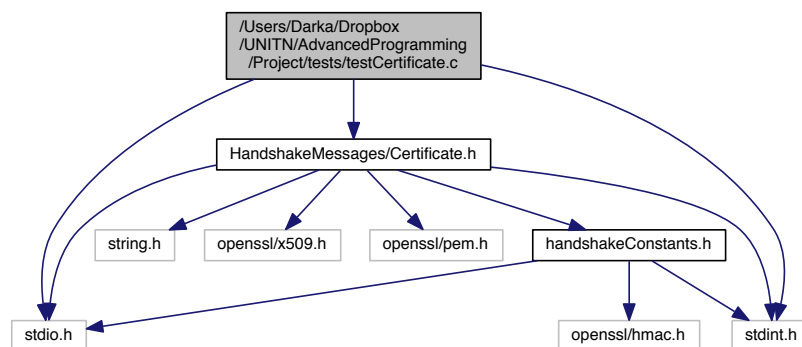 /Users/Darka/Dropbox
/UNITN/AdvancedProgramming
/Project/tests/testCertificate.c
HandshakeMessages/Certificate.h
string.h
openssl/x509.h
openssl/pem.h
handshakeConstants.h
stdio.h
openssl/hmac.h
stdint.h